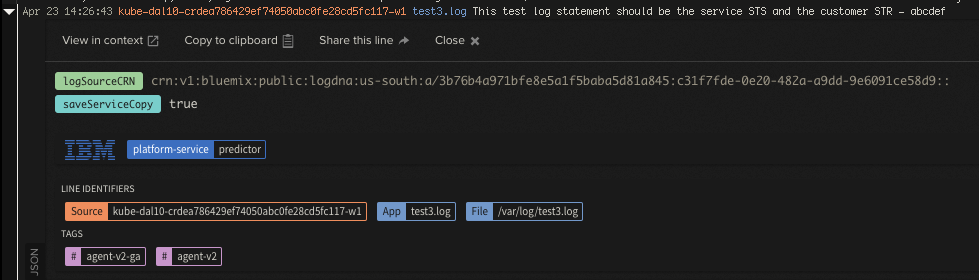 Apr 23 14:26:43 kube-dal10-crdea786429ef74050abc0fe28cd5fc117-w1 test3.log This test log statement should be the service STS and the customer STR – abcdef
View in context Copy to clipboard Share this line Close
logSourceCRN crn:v1:bluemix:public:logdna:us-south:a/3b76b4a971bfe8e5a1f5baba5d81a845:c31f7fde-0e20-482a-a9dd-9e6091ce58d9::
saveServiceCopy true
IBM platform-service predictor
LINE IDENTIFIERS
Source kube-dal10-crdea786429ef74050abc0fe28cd5fc117-w1 App test3.log File /var/log/test3.log
TAGS
# agent-v2-ga # agent-v2
JSON